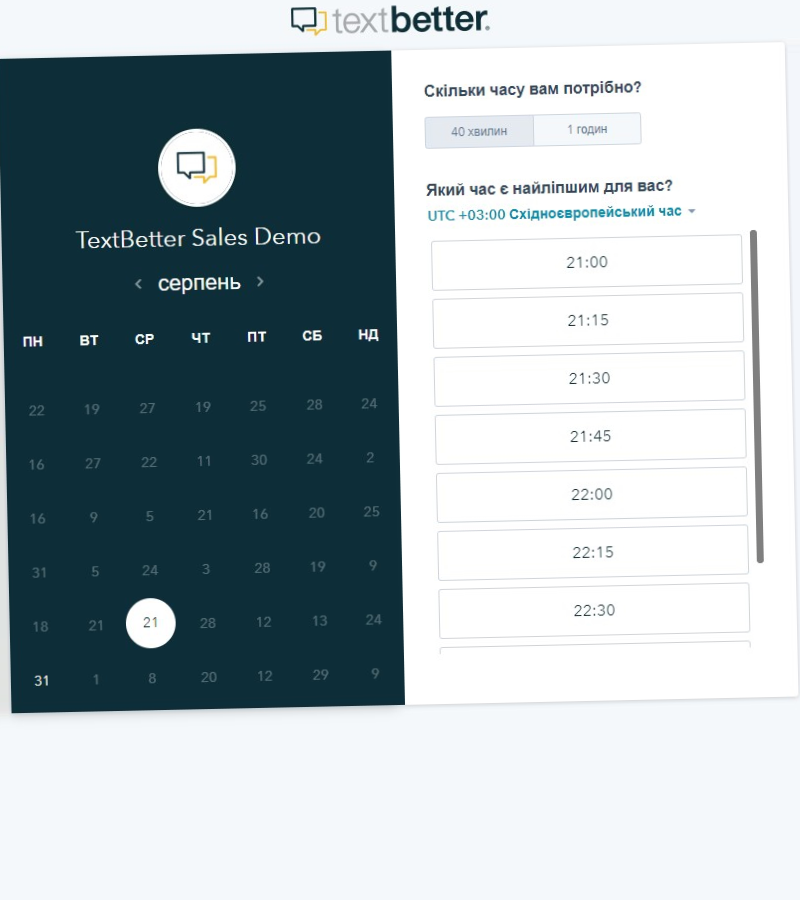 textbetter.
TextBetter Sales Demo
серпень
ПН ВТ СР ЧТ ПТ СБ НД
22 19 27 19 25 28 24
16 27 22 11 30 24 2
16 9 5 21 16 20 25
31 5 24 3 28 19 9
18 21 21 28 12 13 24
31 1 8 20 12 29 9
Скільки часу вам потрібно?
40 хвилин 1 годин
Який час є найліпшим для вас?
UTC +03:00 Східноєвропейський час
21:00
21:15
21:30
21:45
22:00
22:15
22:30